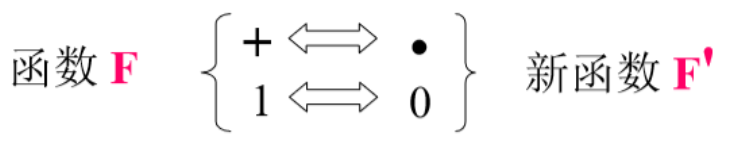 函数 F { + ⇔ •
1 ⇔ 0 } 新函数 F'